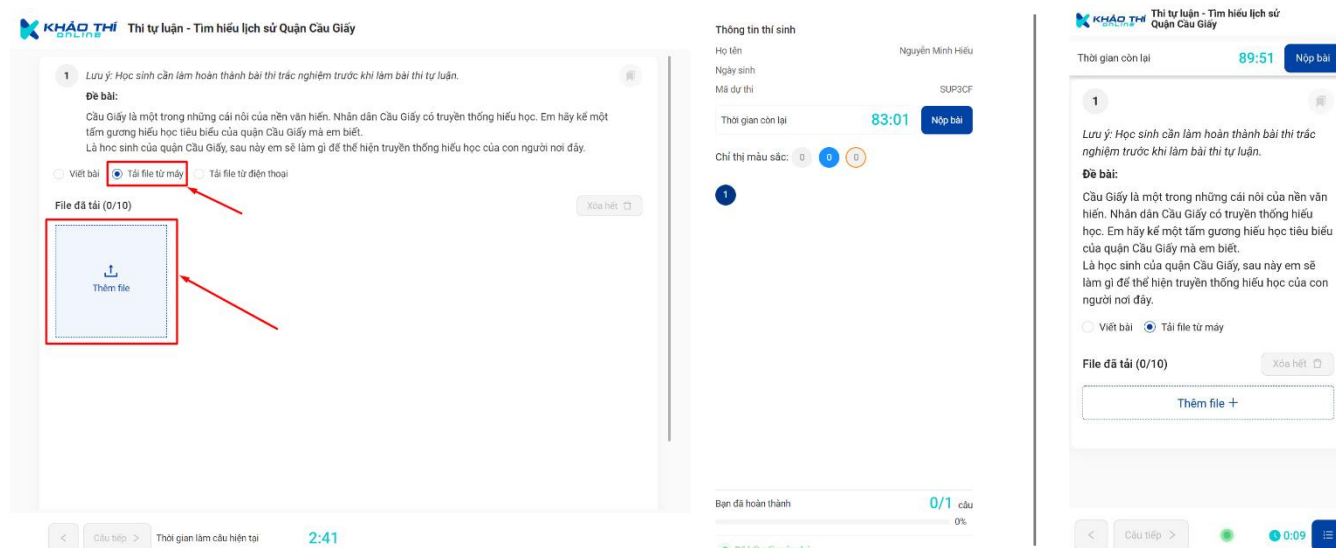 KHẢO THÍ
ONLINE
Thi tự luận - Tìm hiểu lịch sử Quận Cầu Giấy
1
Lưu ý: Học sinh cần làm hoàn thành bài thi trắc nghiệm trước khi làm bài thi tự luận.
Đề bài:
Cầu Giấy là một trong những cái nôi của nền văn hiến. Nhân dân Cầu Giấy có truyền thống hiếu học. Em hãy kể một
tấm gương hiếu học tiêu biểu của quận Cầu Giấy mà em biết.
Là học sinh của quận Cầu Giấy, sau này em sẽ làm gì để thể hiện truyền thống hiếu học của con người nơi đây.
Viết bài Tải file từ máy Tải file từ điện thoại
File đã tải (0/10) Xóa hết
Thêm file
< Câu tiếp > Thời gian làm câu hiện tại 2:41
Thông tin thí sinh
Họ tên Nguyễn Minh Hiếu
Ngày sinh
Mã dự thi SUP3CF
Thời gian còn lại 83:01 Nộp bài
Chỉ thị màu sắc: 0 0 0
1
Bạn đã hoàn thành 0/1 câu
0%
KHẢO THÍ
ONLINE
Thi tự luận - Tìm hiểu lịch sử
Quận Cầu Giấy
Thời gian còn lại 89:51 Nộp bài
1
Lưu ý: Học sinh cần làm hoàn thành bài thi trắc
nghiệm trước khi làm bài thi tự luận.
Đề bài:
Cầu Giấy là một trong những cái nôi của nền văn
hiến. Nhân dân Cầu Giấy có truyền thống hiếu
học. Em hãy kể một tấm gương hiếu học tiêu biểu
của quận Cầu Giấy mà em biết.
Là học sinh của quận Cầu Giấy, sau này em sẽ
làm gì để thể hiện truyền thống hiếu học của con
người nơi đây.
Viết bài Tải file từ máy
File đã tải (0/10) Xóa hết
Thêm file +
< Câu tiếp > 0:09